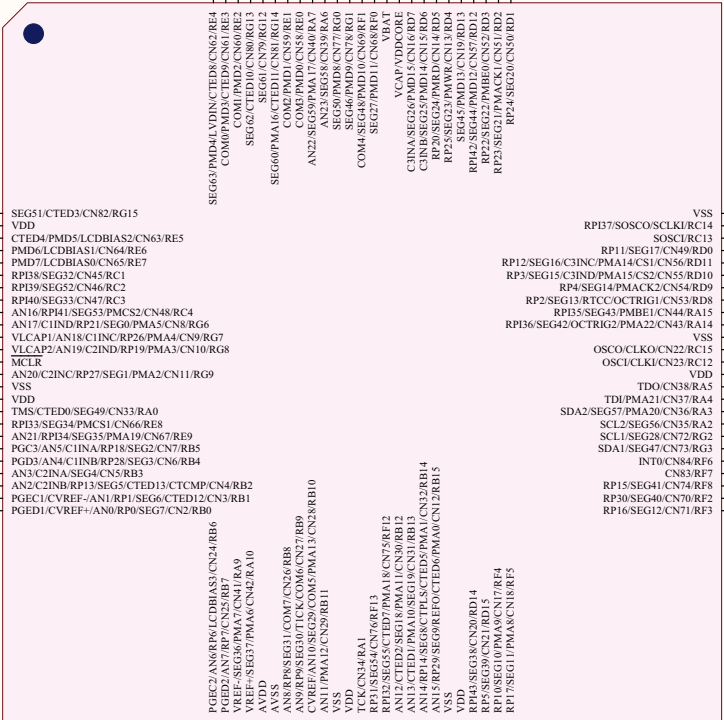 SEG63/PMD4/LVDIN/CTED8/CN62/RE4
COM0/PMD3/CTED9/CN61/RE3
COM1/PMD2/CN60/RE2
SEG62/CTED10/CN80/RG13
SEG61/CN79/RG12
SEG60/PMA16/CTED11/CN81/RG14
COM2/PMD1/CN59/RE1
COM3/PMD0/CN58/RE0
AN22/SEG59/PMA17/CN40/RA7
AN23/SEG58/CN39/RA6
SEG50/PMD8/CN77/RG0
SEG46/PMD9/CN78/RG1
COM4/SEG48/PMD10/CN69/RF1
SEG27/PMD11/CN68/RF0
VBAT
VCAP/VDDCORE
C3INA/SEG26/PMD15/CN16/RD7
C3INB/SEG25/PMD14/CN15/RD6
RP20/SEG24/PMRD/CN14/RD5
RP25/SEG23/PMWR/CN13/RD4
SEG45/PMD13/CN19/RD13
RPI42/SEG44/PMD12/CN57/RD12
RP22/SEG22/PMBE0/CN52/RD3
RP23/SEG21/PMACK1/CN51/RD2
RP24/SEG20/CN50/RD1
SEG51/CTED3/CN82/RG15
VDD
CTED4/PMD5/LCDBIAS2/CN63/RE5
PMD6/LCDBIAS1/CN64/RE6
PMD7/LCDBIAS0/CN65/RE7
RPI38/SEG32/CN45/RC1
RPI39/SEG52/CN46/RC2
RPI40/SEG33/CN47/RC3
AN16/RPI41/SEG53/PMCS2/CN48/RC4
AN17/C1IND/RP21/SEG0/PMA5/CN8/RG6
VLCAP1/AN18/C1INC/RP26/PMA4/CN9/RG7
VLCAP2/AN19/C2IND/RP19/PMA3/CN10/RG8
MCLR
AN20/C2INC/RP27/SEG1/PMA2/CN11/RG9
VSS
VDD
TMS/CTED0/SEG49/CN33/RA0
RPI33/SEG34/PMCS1/CN66/RE8
AN21/RPI34/SEG35/PMA19/CN67/RE9
PGC3/AN5/C1INA/RP18/SEG2/CN7/RB5
PGD3/AN4/C1INB/RP28/SEG3/CN6/RB4
AN3/C2INA/SEG4/CN5/RB3
AN2/C2INB/RP13/SEG5/CTED13/CTCMP/CN4/RB2
PGEC1/CVREF-/AN1/RP1/SEG6/CTED12/CN3/RB1
PGED1/CVREF+/AN0/RP0/SEG7/CN2/RB0
VSS
RPI37/SOSCO/SCLKI/RC14
SOSCI/RC13
RP11/SEG17/CN49/RD0
RP12/SEG16/C3INC/PMA14/CS1/CN56/RD11
RP3/SEG15/C3IND/PMA15/CS2/CN55/RD10
RP4/SEG14/PMACK2/CN54/RD9
RP2/SEG13/RTCC/OCTRIG1/CN53/RD8
RPI35/SEG43/PMBE1/CN44/RA15
RPI36/SEG42/OCTRIG2/PMA22/CN43/RA14
VSS
OSCO/CLKO/CN22/RC15
OSCI/CLKI/CN23/RC12
VDD
TDO/CN38/RA5
TDI/PMA21/CN37/RA4
SDA2/SEG57/PMA20/CN36/RA3
SCL2/SEG56/CN35/RA2
SCL1/SEG28/CN72/RG2
SDA1/SEG47/CN73/RG3
INT0/CN84/RF6
CN83/RF7
RP15/SEG41/CN74/RF8
RP30/SEG40/CN70/RF2
RP16/SEG12/CN71/RF3
PGEC2/AN6/RP6/LCDBIAS3/CN24/RB6
PGED2/AN7/RP7/CN25/RB7
VREF-/SEG36/PMA7/CN41/RA9
VREF+/SEG37/PMA6/CN42/RA10
AVDD
AVSS
AN8/RP8/SEG31/COM7/CN26/RB8
AN9/RP9/SEG30/T1CK/COM6/CN27/RB9
CVREF/AN10/SEG29/COM5/PMA13/CN28/RB10
AN11/PMA12/CN29/RB11
VSS
VDD
TCK/CN34/RA1
RP31/SEG54/CN76/RF13
RPI32/SEG55/CTED7/PMA18/CN75/RF12
AN12/CTED2/SEG18/PMA11/CN30/RB12
AN13/CTED1/PMA10/SEG19/CN31/RB13
AN14/RP14/SEG8/CTPLS/CTED5/PMA1/CN32/RB14
AN15/RP29/SEG9/REFO/CTED6/PMA0/CN12/RB15
VSS
VDD
RPI43/SEG38/CN20/RD14
RP5/SEG39/CN21/RD15
RP10/SEG10/PMA9/CN17/RF4
RP17/SEG11/PMA8/CN18/RF5